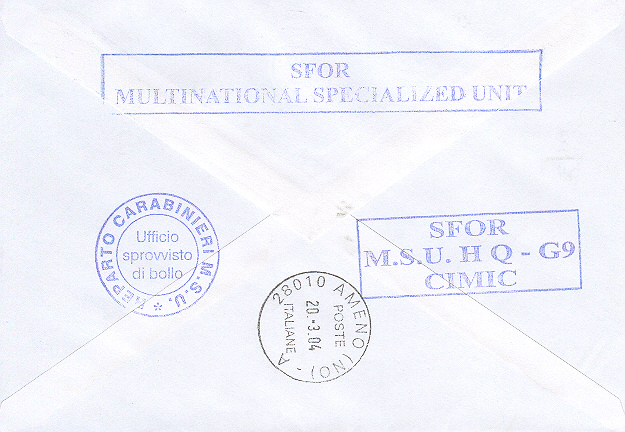 SFOR
MULTINATIONAL SPECIALIZED UNIT
REPARTO CARABINIERI M.S.U. *
Ufficio
sprovvisto
di bollo
SFOR
M.S.U. H Q - G9
CIMIC
28010 AMENO (NO) - A
POSTE
20.-3.04
ITALIANE